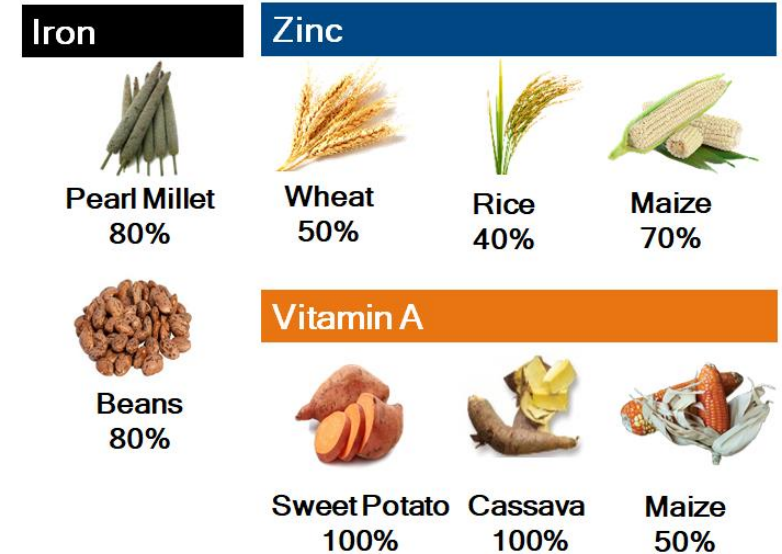 Iron
Pearl Millet
80%
Beans
80%
Zinc
Wheat
50%
Rice
40%
Maize
70%
Vitamin A
Sweet Potato
100%
Cassava
100%
Maize
50%